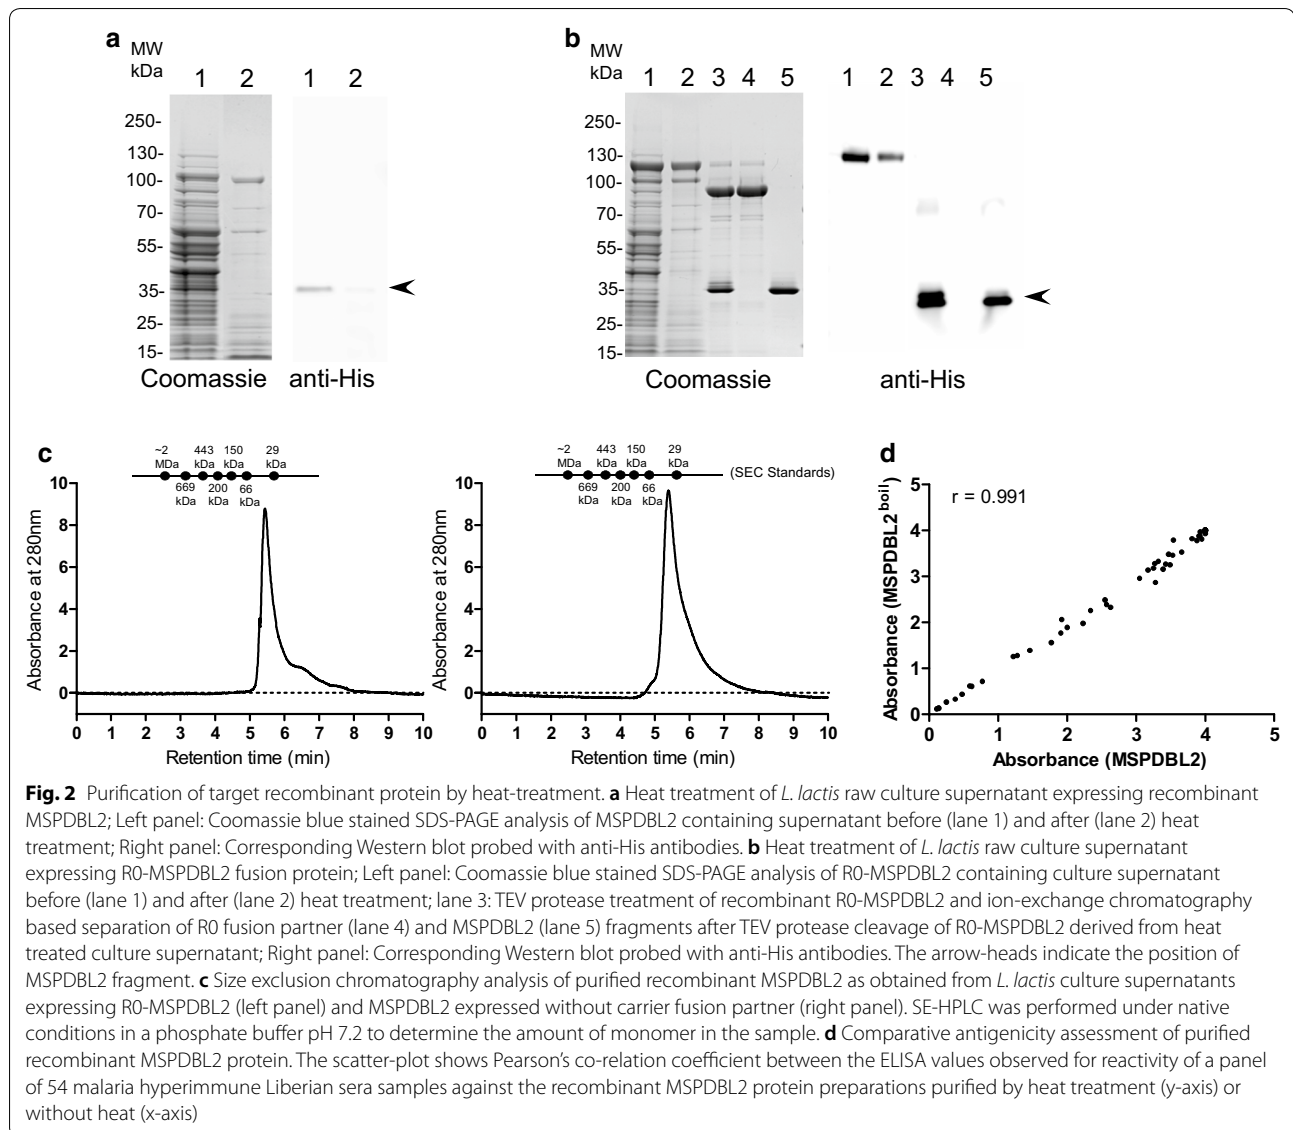 a
MW
kDa
1 2 1 2
250-
130-
100-
70-
55-
35-
25-
15-
Coomassie anti-His
b
MW
kDa
1 2 3 4 5 1 2 3 4 5
250-
130-
100-
70-
55-
35-
25-
15-
Coomassie anti-His
c
~2
MDa
443
kDa
150
kDa
29
kDa
669
kDa
200
kDa
66
kDa
10
8
6
4
2
0
Absorbance at 280nm
0 1 2 3 4 5 6 7 8 9 10
Retention time (min)
~2
MDa
443
kDa
150
kDa
29
kDa
(SEC Standards)
669
kDa
200
kDa
66
kDa
10
8
6
4
2
0
Absorbance at 280nm
0 1 2 3 4 5 6 7 8 9 10
Retention time (min)
d
r = 0.991
5
4
3
2
1
0
Absorbance (MSPDBL2boil)
0 1 2 3 4 5
Absorbance (MSPDBL2)
Fig. 2 Purification of target recombinant protein by heat-treatment. a Heat treatment of L. lactis raw culture supernatant expressing recombinant
MSPDBL2; Left panel: Coomassie blue stained SDS-PAGE analysis of MSPDBL2 containing supernatant before (lane 1) and after (lane 2) heat
treatment; Right panel: Corresponding Western blot probed with anti-His antibodies. b Heat treatment of L. lactis raw culture supernatant
expressing R0-MSPDBL2 fusion protein; Left panel: Coomassie blue stained SDS-PAGE analysis of R0-MSPDBL2 containing culture supernatant
before (lane 1) and after (lane 2) heat treatment; lane 3: TEV protease treatment of recombinant R0-MSPDBL2 and ion-exchange chromatography
based separation of R0 fusion partner (lane 4) and MSPDBL2 (lane 5) fragments after TEV protease cleavage of R0-MSPDBL2 derived from heat
treated culture supernatant; Right panel: Corresponding Western blot probed with anti-His antibodies. The arrow-heads indicate the position of
MSPDBL2 fragment. c Size exclusion chromatography analysis of purified recombinant MSPDBL2 as obtained from L. lactis culture supernatants
expressing R0-MSPDBL2 (left panel) and MSPDBL2 expressed without carrier fusion partner (right panel). SE-HPLC was performed under native
conditions in a phosphate buffer pH 7.2 to determine the amount of monomer in the sample. d Comparative antigenicity assessment of purified
recombinant MSPDBL2 protein. The scatter-plot shows Pearson's co-relation coefficient between the ELISA values observed for reactivity of a panel
of 54 malaria hyperimmune Liberian sera samples against the recombinant MSPDBL2 protein preparations purified by heat treatment (y-axis) or
without heat (x-axis)